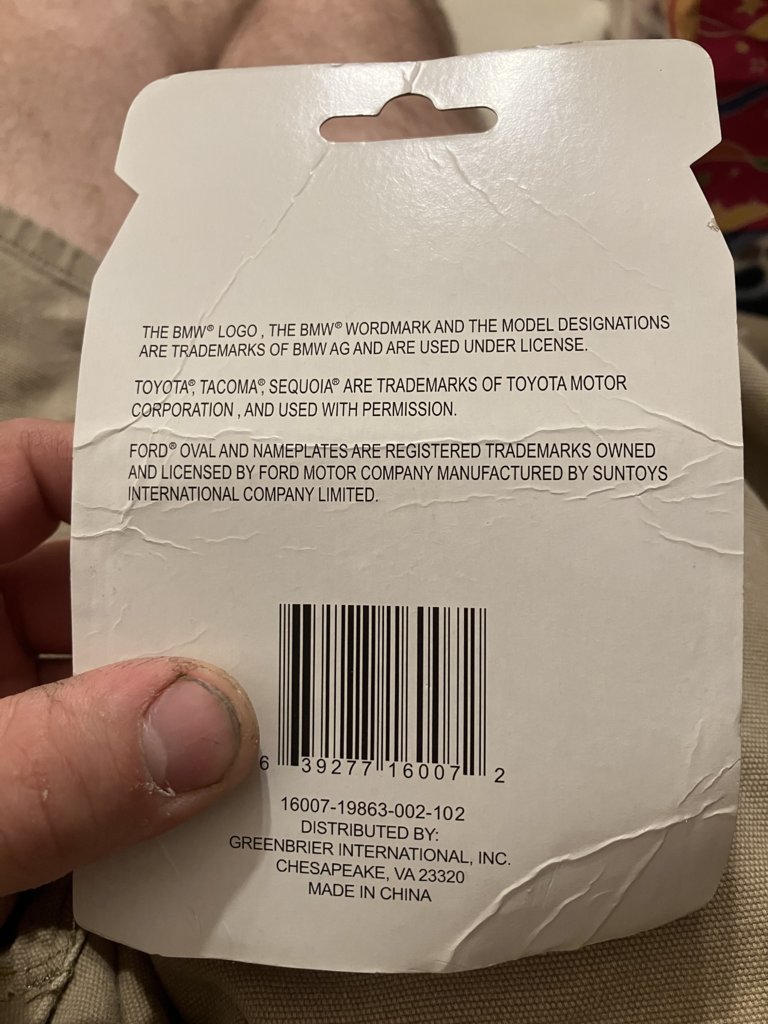 THE BMW® LOGO , THE BMW® WORDMARK AND THE MODEL DESIGNATIONS
ARE TRADEMARKS OF BMW AG AND ARE USED UNDER LICENSE.
TOYOTA®, TACOMA®, SEQUOIA® ARE TRADEMARKS OF TOYOTA MOTOR
CORPORATION , AND USED WITH PERMISSION.
FORD® OVAL AND NAMEPLATES ARE REGISTERED TRADEMARKS OWNED
AND LICENSED BY FORD MOTOR COMPANY MANUFACTURED BY SUNTOYS
INTERNATIONAL COMPANY LIMITED.
6 39277 16007 2
16007-19863-002-102
DISTRIBUTED BY:
GREENBRIER INTERNATIONAL, INC.
CHESAPEAKE, VA 23320
MADE IN CHINA